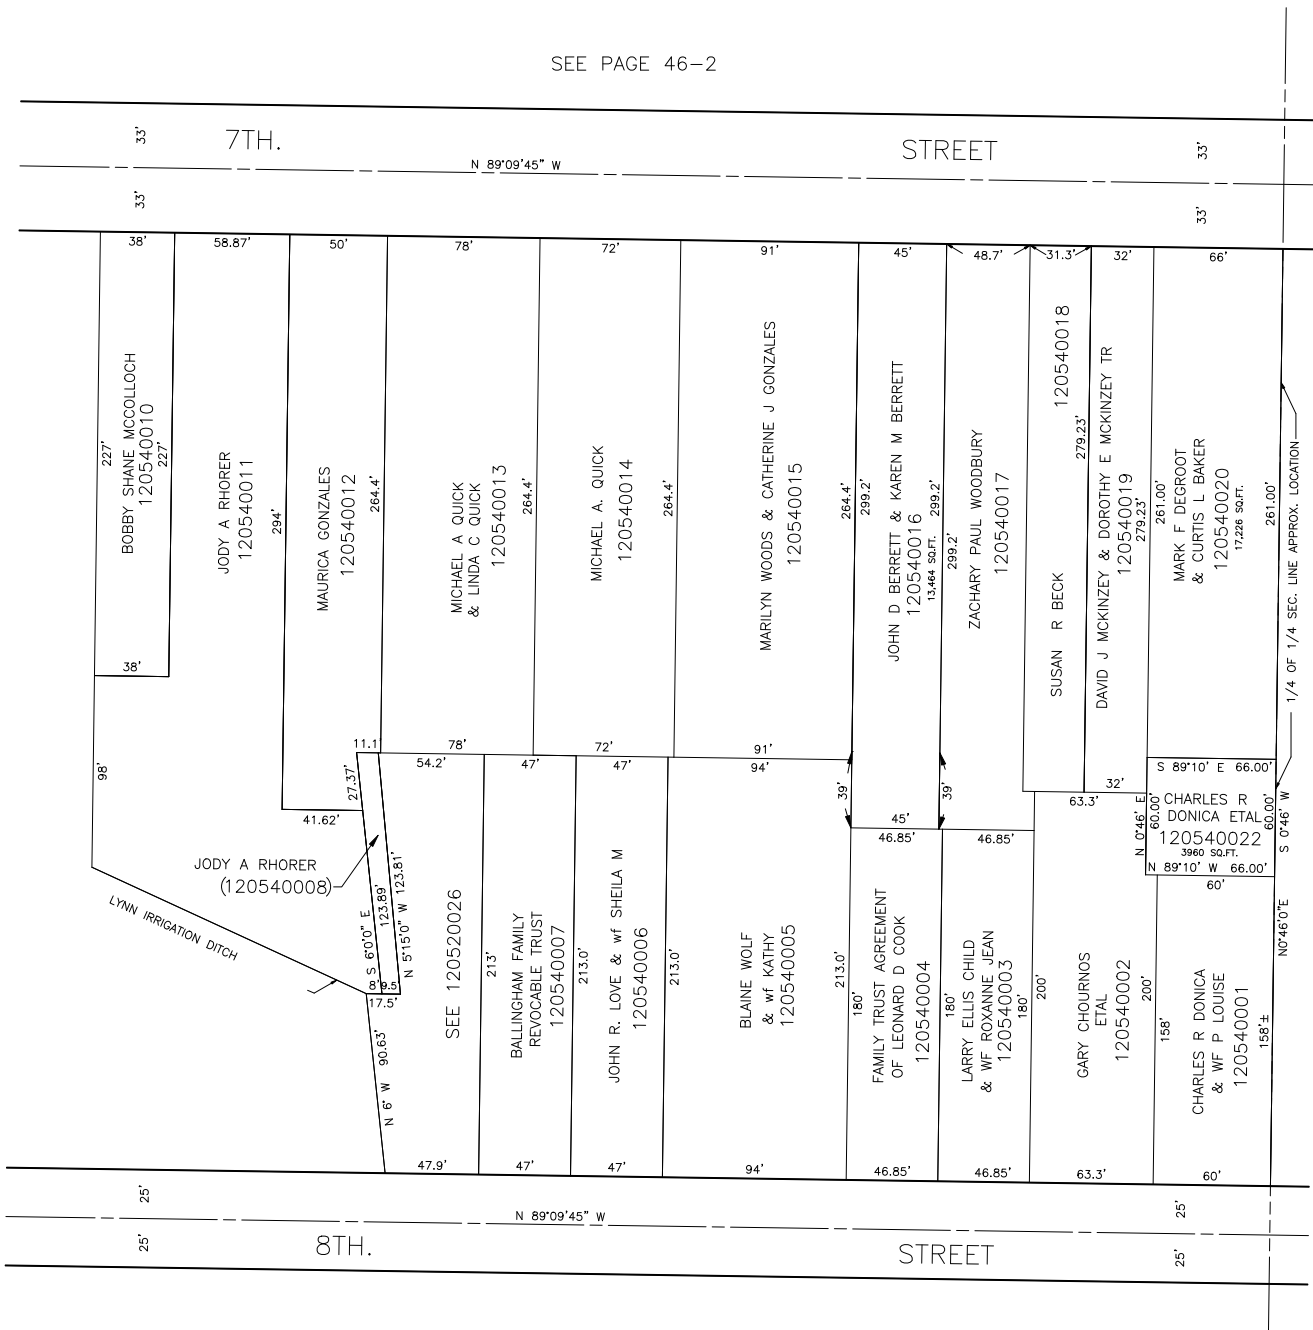 SEE PAGE 46-2
33'
7TH.
N 89°09'45" W
STREET
33'
33'
33'
38'
58.87'
50'
78'
72'
91'
45'
48.7'
31.3'
32'
66'
227'
BOBBY SHANE MCCOLLOCH
120540010
227'
38'
98'
JODY A RHORER
120540011
294'
MAURICA GONZALES
120540012
264.4'
41.62'
MICHAEL A QUICK
& LINDA C QUICK
120540013
264.4'
78'
MICHAEL A. QUICK
120540014
264.4'
72'
MARILYN WOODS & CATHERINE J GONZALES
120540015
264.4'
91'
299.2'
JOHN D BERRETT & KAREN M BERRETT
120540016
13,464 SQ.FT.
299.2'
39'
45'
39'
299.2'
ZACHARY PAUL WOODBURY
120540017
SUSAN R BECK
120540018
279.23'
DAVID J MCKINZEY & DOROTHY E MCKINZEY TR
120540019
279.23'
32'
261.00'
MARK F DEGROOT
& CURTIS L BAKER
120540020
17,226 SQ.FT.
261.00'
1/4 OF 1/4 SEC. LINE APPROX. LOCATION
S 89°10' E 66.00'
N 0°46' E
60.00'
CHARLES R
DONICA ETAL
120540022
3960 SQ.FT.
60.00'
S 0°46' W
N 89°10' W 66.00'
11.1'
27.37'
JODY A RHORER
(120540008)
S 6°0'0" E
123.89'
N 5°15'0" W 123.81'
8'
9.5'
17.5'
LYNN IRRIGATION DITCH
N 6° W 90.63'
54.2'
SEE 120520026
47.9'
47'
213'
BALLINGHAM FAMILY
REVOCABLE TRUST
120540007
47'
47'
213.0'
JOHN R. LOVE & wf SHEILA M
120540006
47'
94'
213.0'
BLAINE WOLF
& wf KATHY
120540005
213.0'
94'
46.85'
180'
FAMILY TRUST AGREEMENT
OF LEONARD D COOK
120540004
46.85'
46.85'
180'
LARRY ELLIS CHILD
& WF ROXANNE JEAN
120540003
180'
46.85'
63.3'
200'
GARY CHOURNOS
ETAL
120540002
200'
63.3'
60'
158'
CHARLES R DONICA
& WF P LOUISE
120540001
158'±
N0°46'0"E
60'
25'
25'
N 89°09'45" W
8TH.
STREET
25'
25'